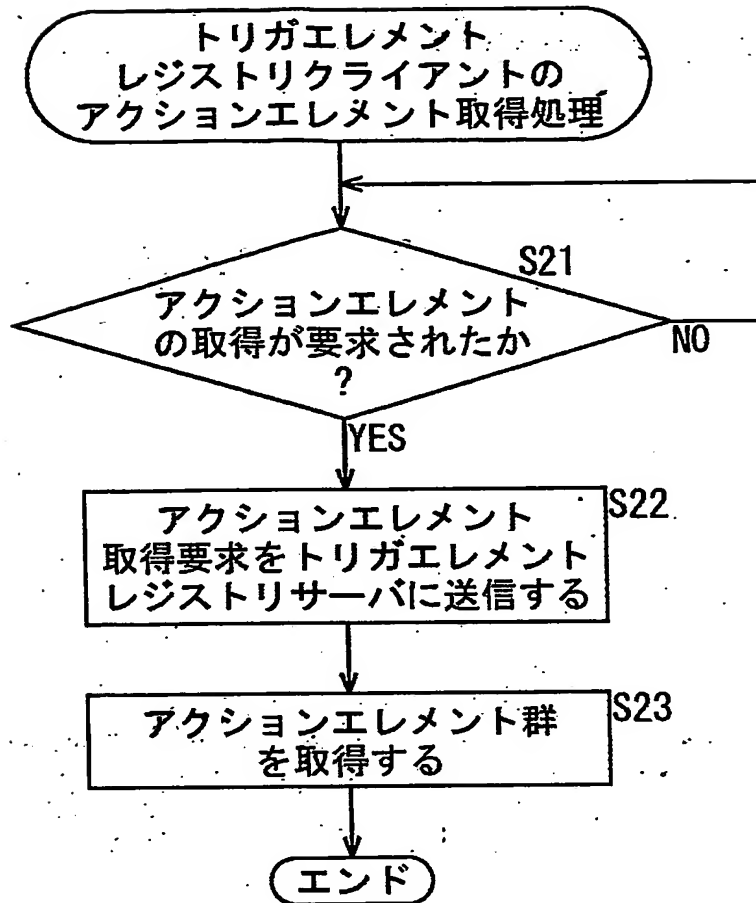 トリガエレメント
レジストリクライアントの
アクションエレメント取得処理
S21
アクションエレメント
の取得が要求されたか
?
NO
YES
S22
アクションエレメント
取得要求をトリガエレメント
レジストリサーバに送信する
S23
アクションエレメント群
を取得する
エンド